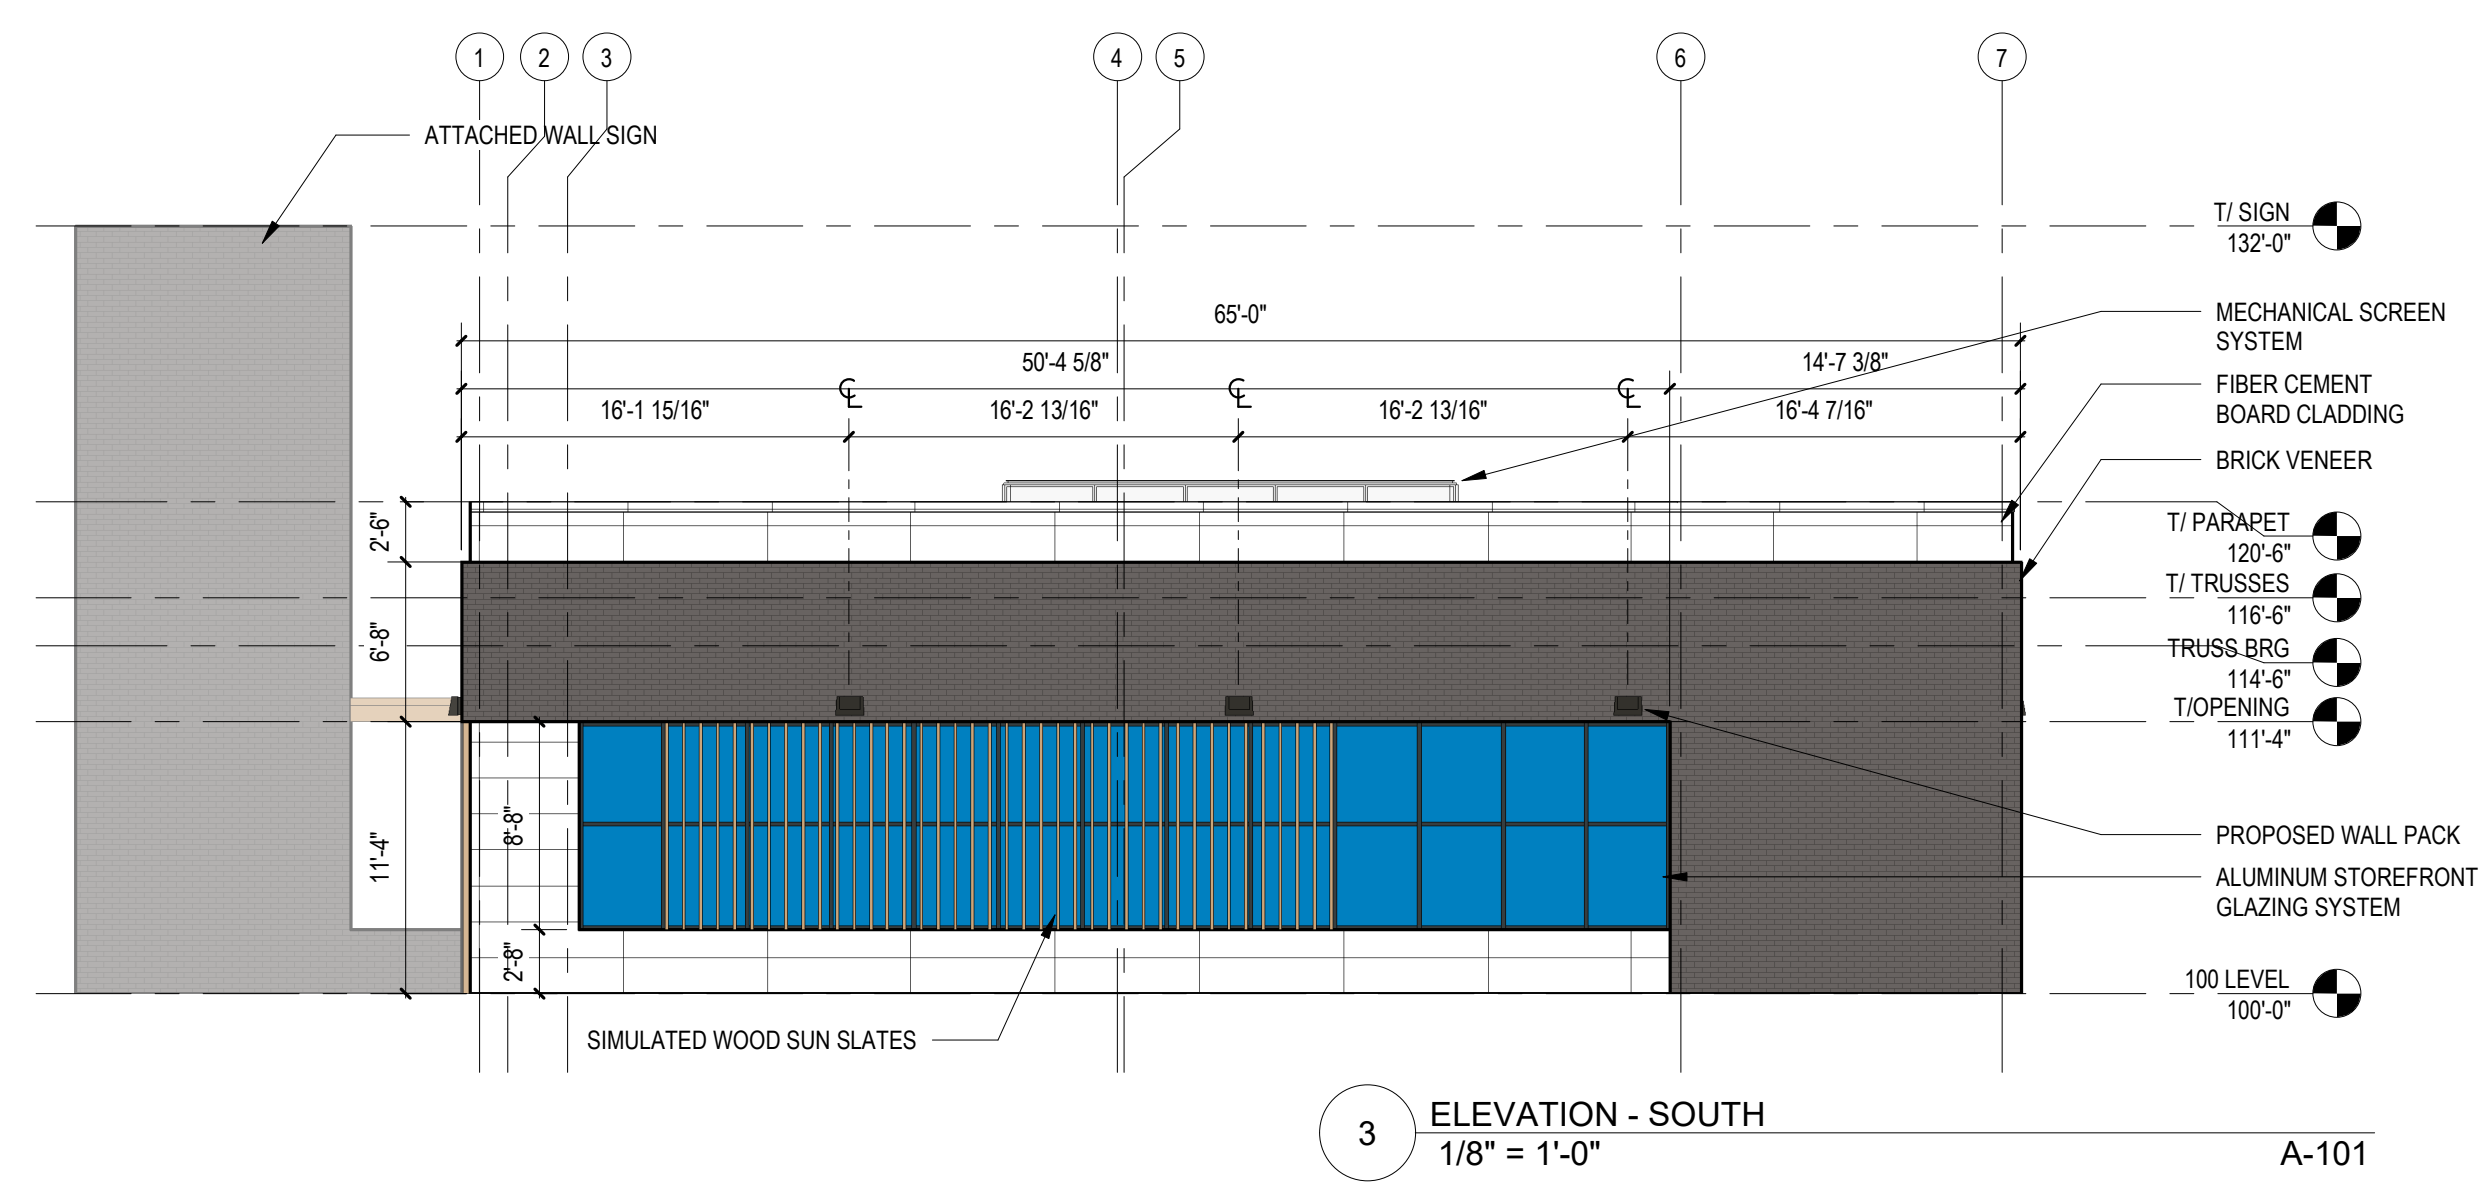 1 2 3 4 5 6 7
ATTACHED WALL SIGN
T/ SIGN
132'-0"
65'-0"
MECHANICAL SCREEN
SYSTEM
50'-4 5/8" 14'-7 3/8"
FIBER CEMENT
BOARD CLADDING
℄ ℄ ℄
16'-1 15/16" 16'-2 13/16" 16'-2 13/16" 16'-4 7/16"
BRICK VENEER
2'-6"
T/ PARAPET
120'-6"
T/ TRUSSES
116'-6"
6'-8"
TRUSS BRG
114'-6"
T/OPENING
111'-4"
8'-8"
11'-4"
PROPOSED WALL PACK
ALUMINUM STOREFRONT
GLAZING SYSTEM
2'-8"
100 LEVEL
100'-0"
SIMULATED WOOD SUN SLATES
3
ELEVATION - SOUTH
1/8" = 1'-0"
A-101